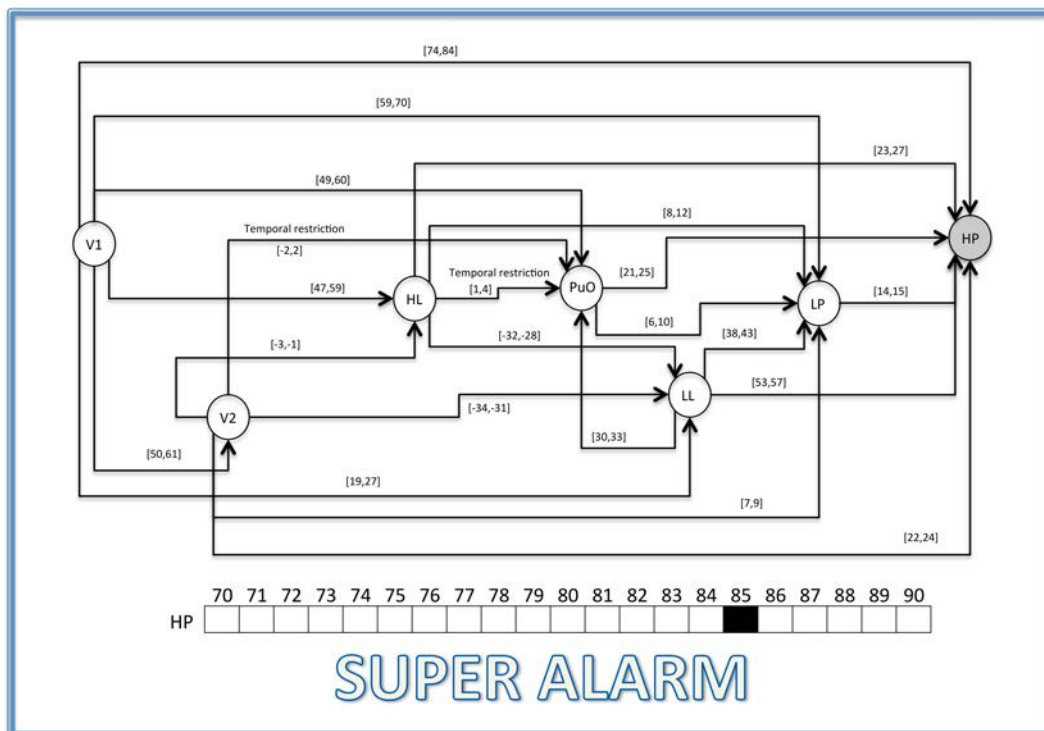 [74,84]
[59,70]
[23,27]
[49,60]
[8,12]
Temporal restriction
[-2,2]
V1
HP
Temporal restriction
[1,4]
[21,25]
PuO
[47,59]
HL
LP
[14,15]
[6,10]
[-32,-28]
[38,43]
[-3,-1]
[53,57]
LL
V2
[-34,-31]
[30,33]
[50,61]
[19,27]
[7,9]
[22,24]
70 71 72 73 74 75 76 77 78 79 80 81 82 83 84 85 86 87 88 89 90
HP
SUPER ALARM